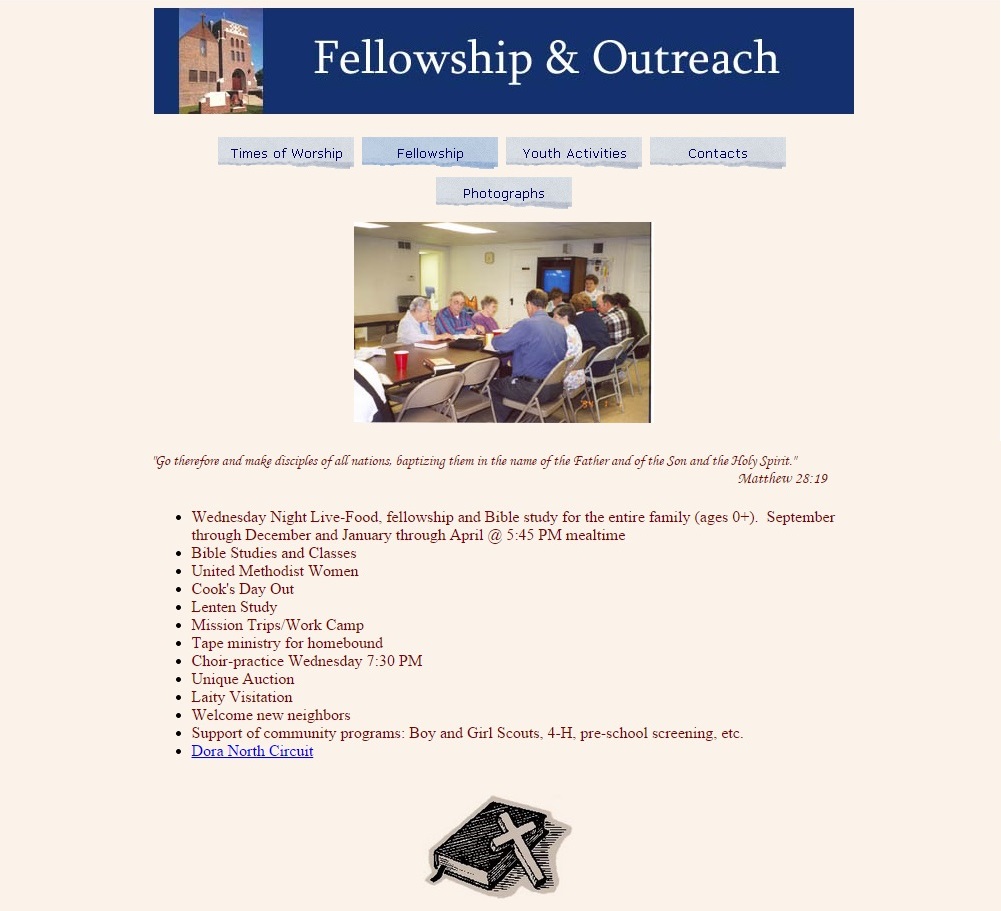 Fellowship & Outreach
Times of Worship
Fellowship
Youth Activities
Contacts
Photographs
"Go therefore and make disciples of all nations, baptizing them in the name of the Father and of the Son and the Holy Spirit."
Matthew 28:19
Wednesday Night Live-Food, fellowship and Bible study for the entire family (ages 0+).  September
through December and January through April @ 5:45 PM mealtime
Bible Studies and Classes
United Methodist Women
Cook's Day Out
Lenten Study
Mission Trips/Work Camp
Tape ministry for homebound
Choir-practice Wednesday 7:30 PM
Unique Auction
Laity Visitation
Welcome new neighbors
Support of community programs: Boy and Girl Scouts, 4-H, pre-school screening, etc.
Dora North Circuit